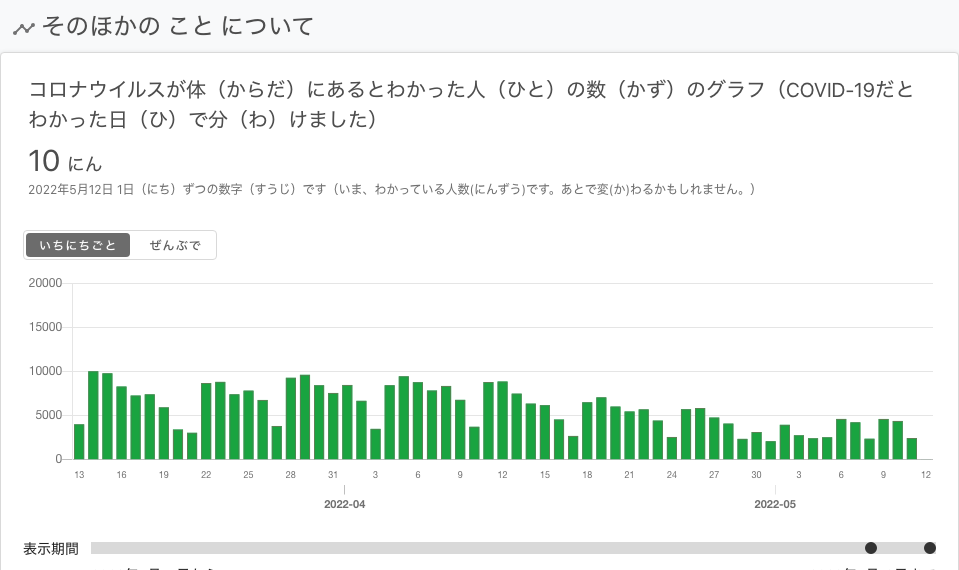 そのほかの こと について
コロナウイルスが体（からだ）にあるとわかった人（ひと）の数（かず）のグラフ（COVID-19だと
わかった日（ひ）で分（わ）けました）
10 にん
2022年5月12日 1日（にち）ずつの数字（すうじ）です（いま、わかっている人数(にんずう)です。あとで変(か)わるかもしれません。）
いちにちごと ぜんぶで
20000
15000
10000
5000
0
13 16 19 22 25 28 31 3 6 9 12 15 18 21 24 27 30 3 6 9 12
2022-04 2022-05
表示期間